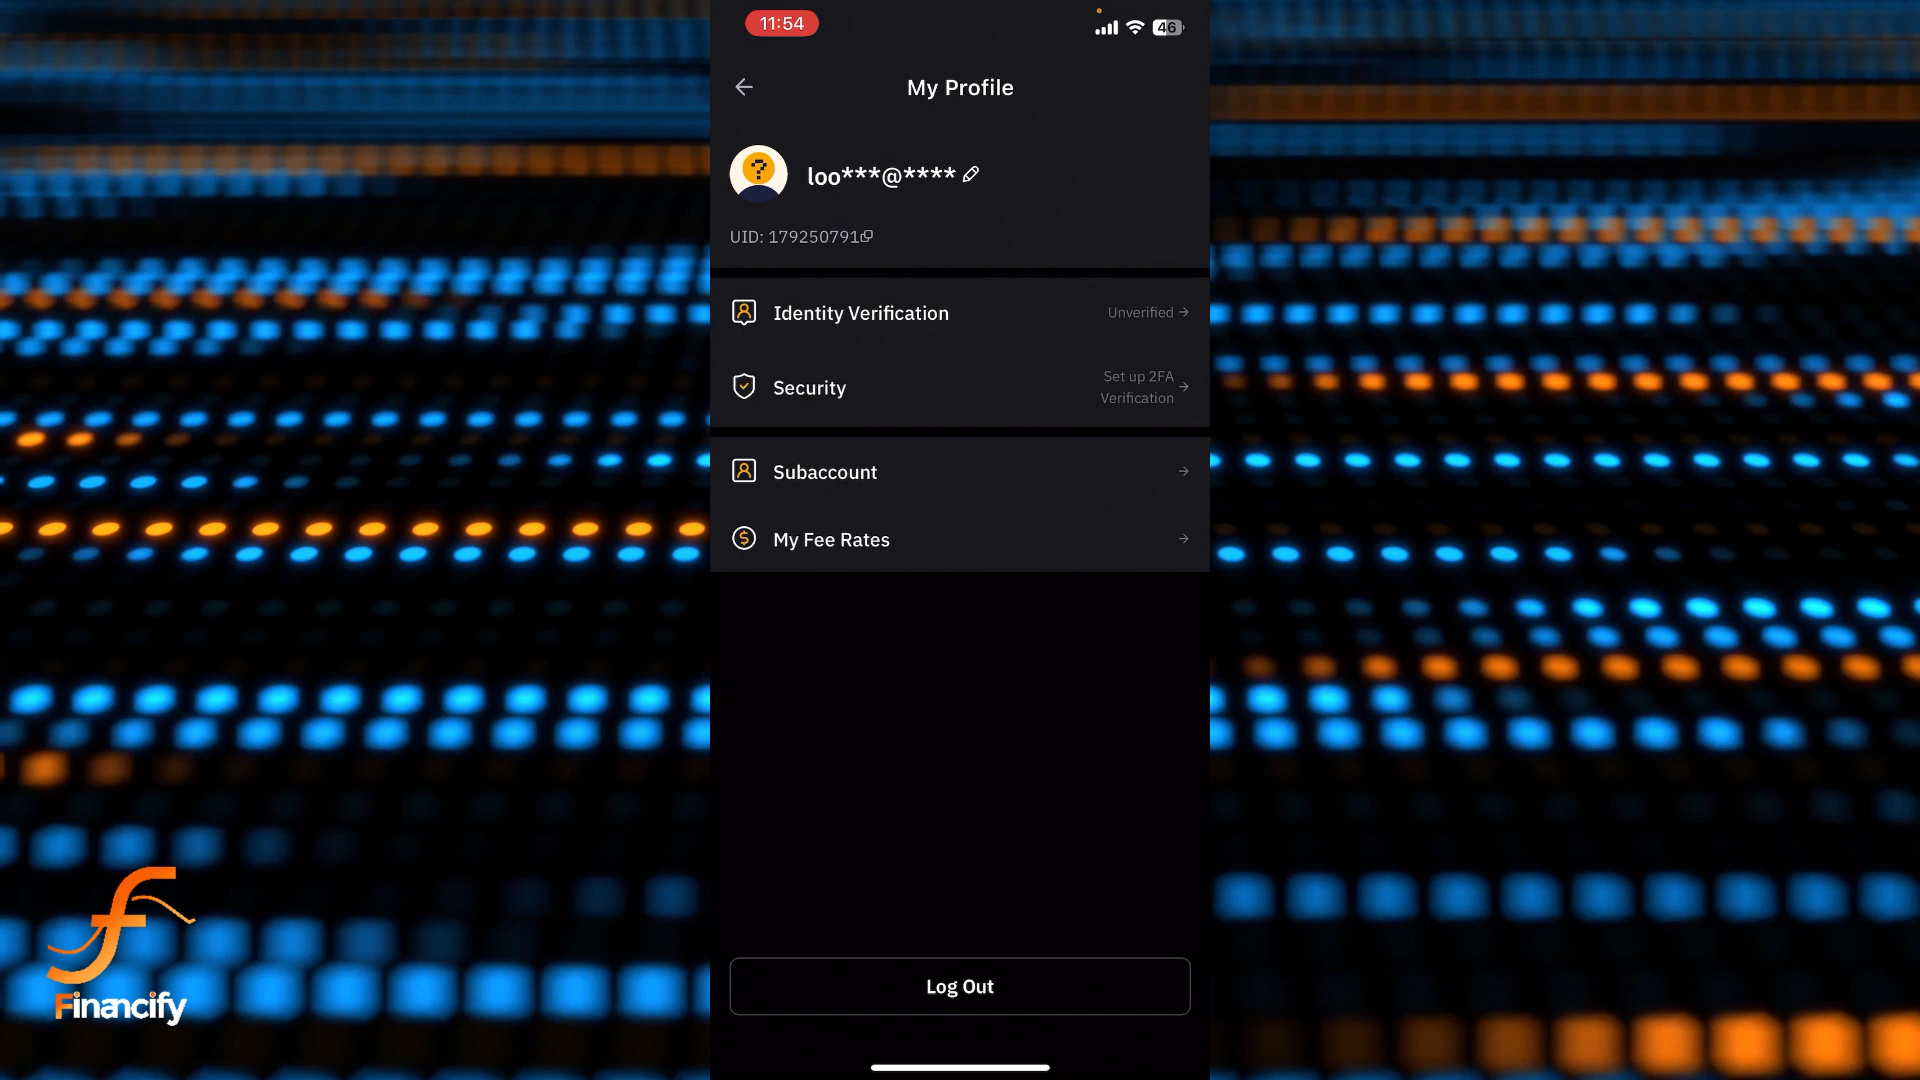 11:54
46
My Profile
loo***@****
UID: 179250791
Identity Verification
Unverified
Security
Set up 2FA
Verification
Subaccount
My Fee Rates
Log Out
Financify